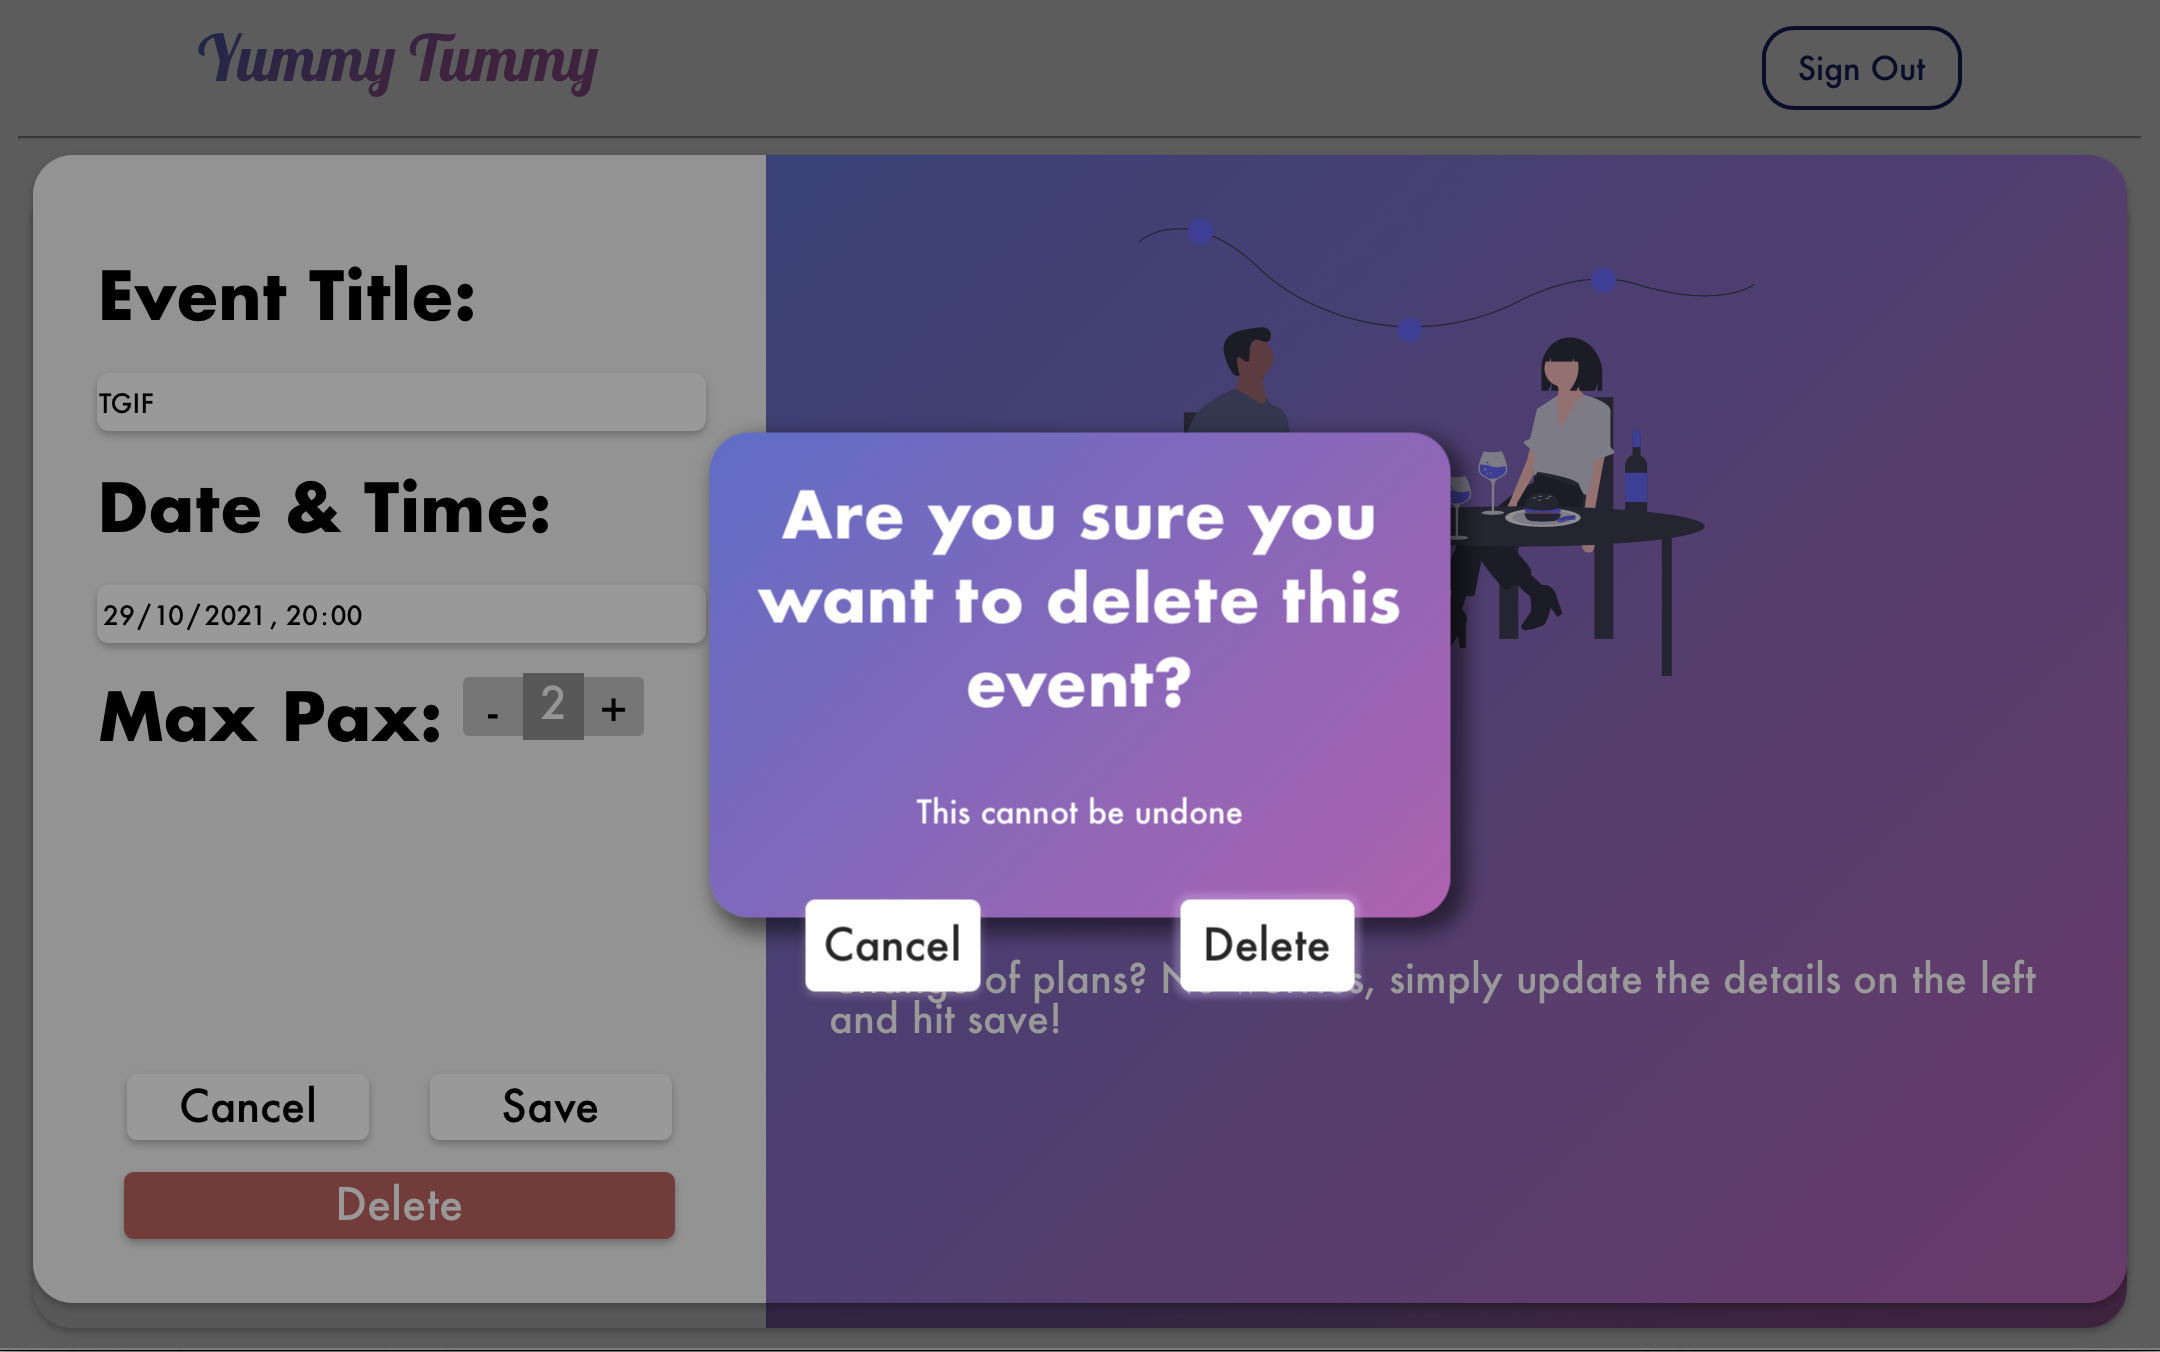 Yummy Tummy
Sign Out
Event Title:
TGIF
Date & Time:
29/10/2021, 20:00
Max Pax:
- 2 +
Cancel
Save
Delete
Are you sure you
want to delete this
event?
This cannot be undone
Cancel
Delete
of plans? , simply update the details on the left
and hit save!